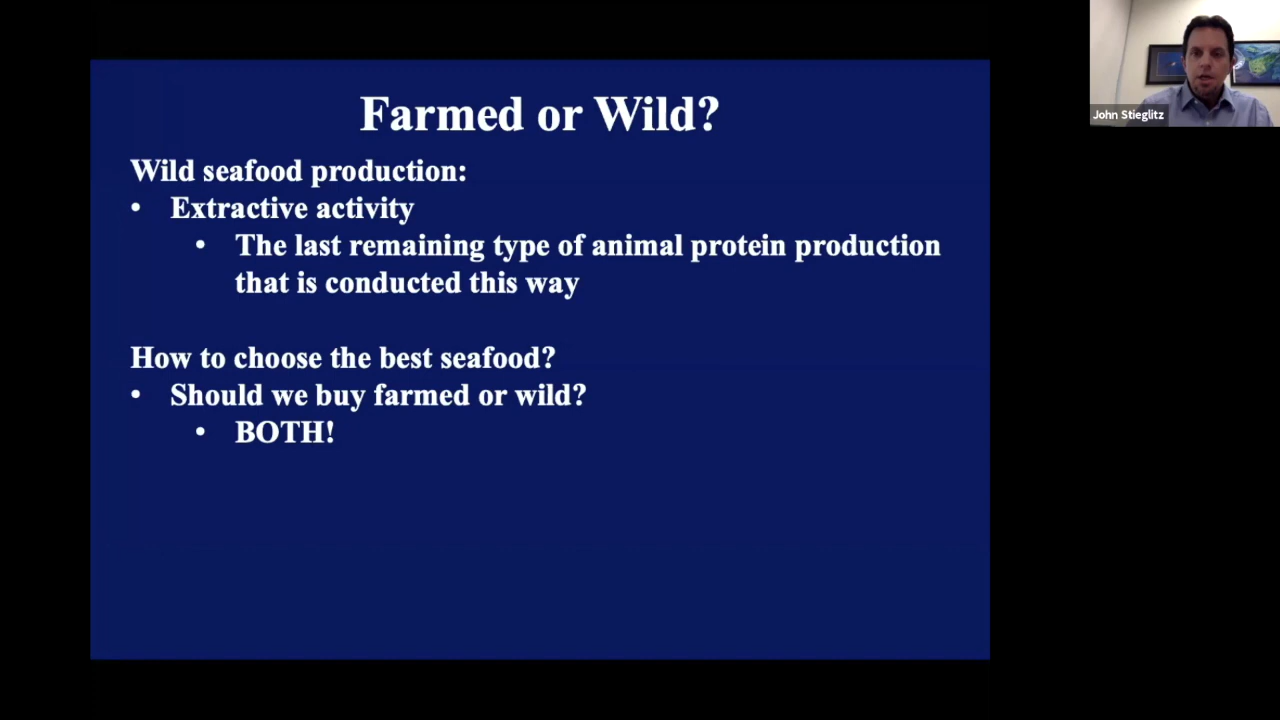 Farmed or Wild?
Wild seafood production:
• Extractive activity
• The last remaining type of animal protein production
that is conducted this way
How to choose the best seafood?
• Should we buy farmed or wild?
• BOTH!
John Stieglitz